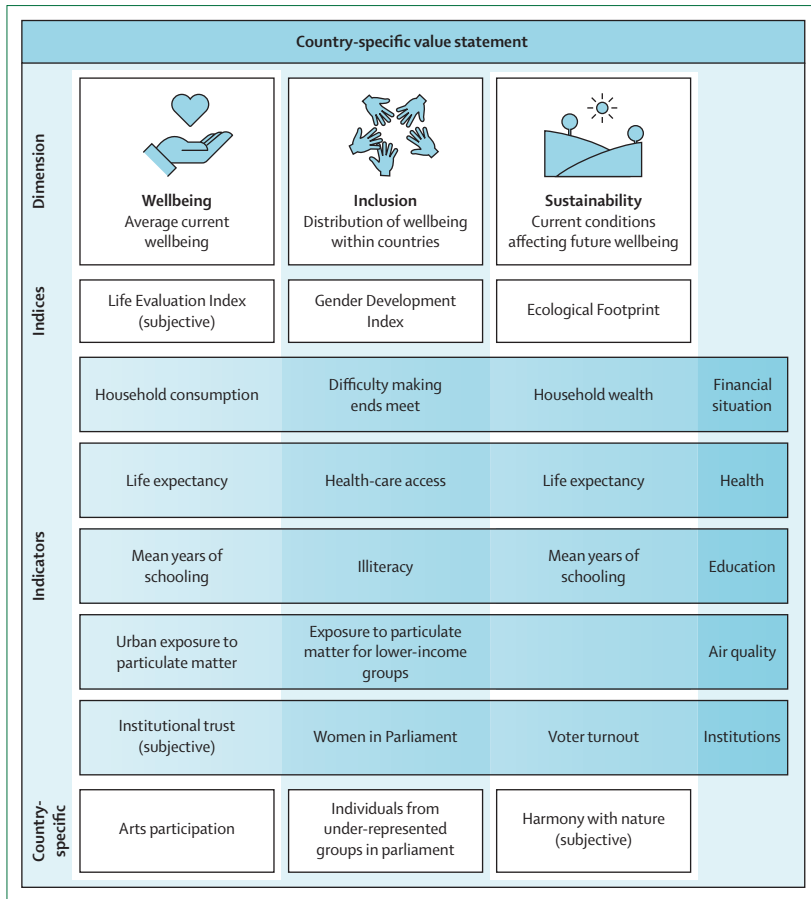 Country-specific value statement
Dimension
Wellbeing
Average current
wellbeing
Inclusion
Distribution of wellbeing
within countries
Sustainability
Current conditions
affecting future wellbeing
Indices
Life Evaluation Index
(subjective)
Gender Development
Index
Ecological Footprint
Indicators
Household consumption
Difficulty making
ends meet
Household wealth
Financial
situation
Life expectancy
Health-care access
Life expectancy
Health
Mean years of
schooling
Illiteracy
Mean years of
schooling
Education
Urban exposure to
particulate matter
Exposure to particulate
matter for lower-income
groups
Air quality
Institutional trust
(subjective)
Women in Parliament
Voter turnout
Institutions
Country-
specific
Arts participation
Individuals from
under-represented
groups in parliament
Harmony with nature
(subjective)